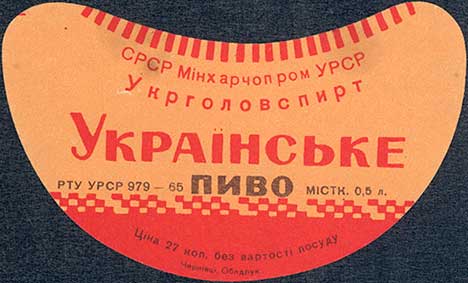 СРСР Мінхарчопром УРСР
Укрголовспирт
Українське
РТУ УРСР 979 – 65 ПИВО МІСТК. 0,5 л.
Ціна 27 коп. без вартості посуду
Чернівці, Облдрук.